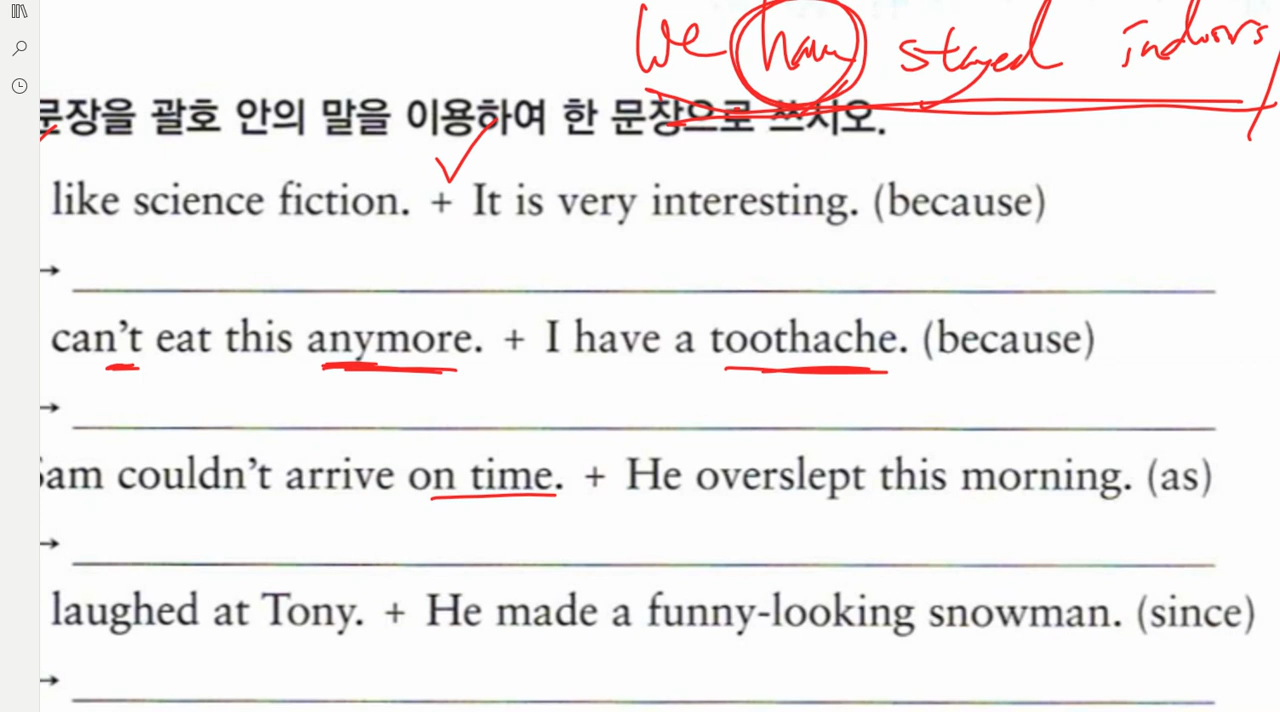 We have stayed indoors,
문장을 괄호 안의 말을 이용하여 한 문장으로 쓰시오.
like science fiction. + It is very interesting. (because)
→
can't eat this anymore. + I have a toothache. (because)
→
Sam couldn't arrive on time. + He overslept this morning. (as)
→
laughed at Tony. + He made a funny-looking snowman. (since)
→